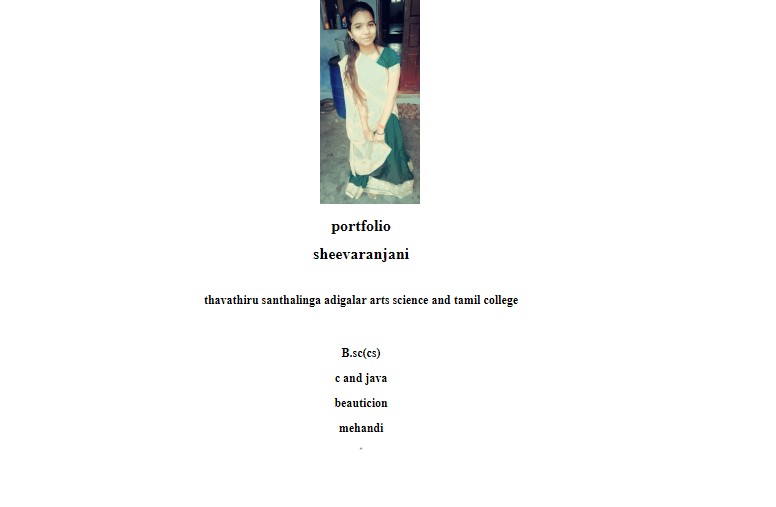 portfolio
sheevaranjani
thavathiru santhalinga adigalar arts science and tamil college
B.sc(cs)
c and java
beauticion
mehandi